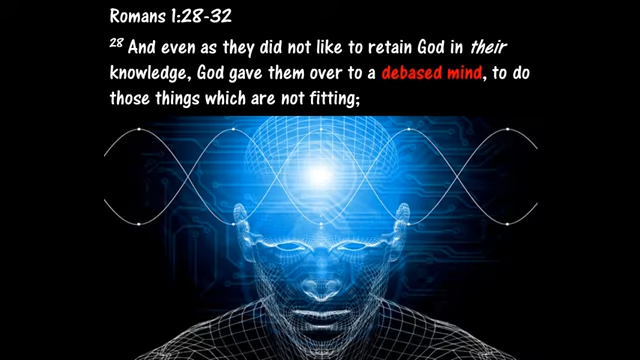 Romans 1:28-32
28 And even as they did not like to retain God in their
knowledge, God gave them over to a debased mind, to do
those things which are not fitting;